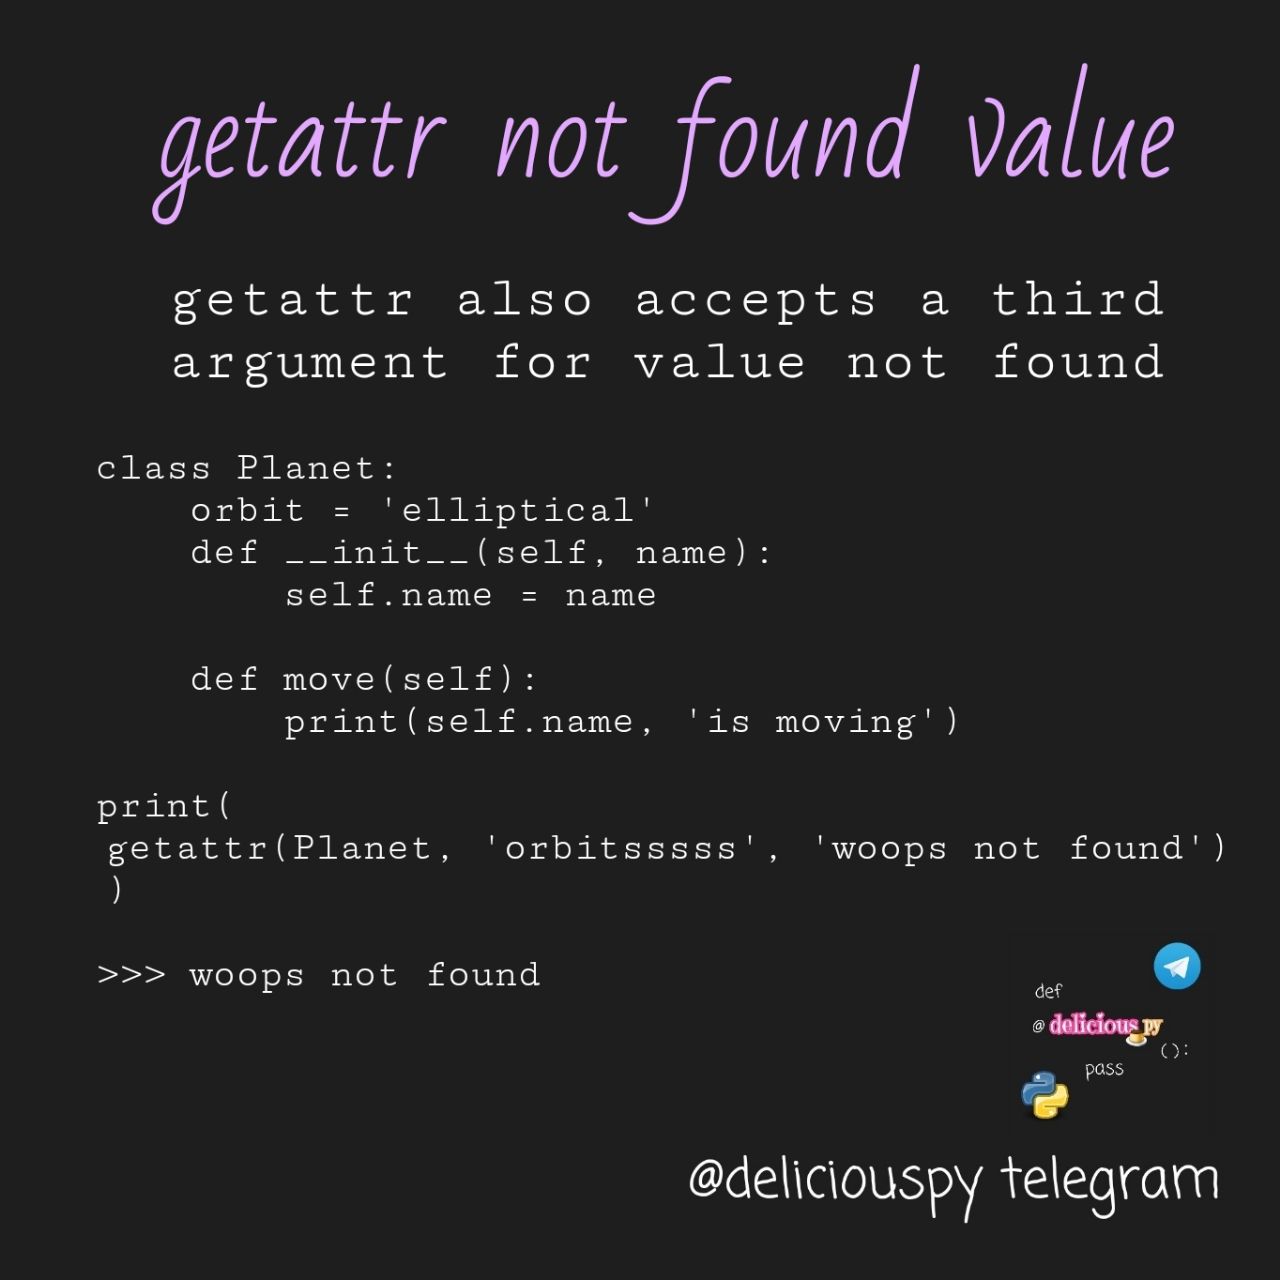 getattr not found value
getattr also accepts a third
argument for value not found
class Planet:
    orbit = 'elliptical'
    def __init__(self, name):
        self.name = name

    def move(self):
        print(self.name, 'is moving')

print(
getattr(Planet, 'orbitsssss', 'woops not found')
)

>>> woops not found
def
@deliciouspy
():
pass
@deliciouspy telegram